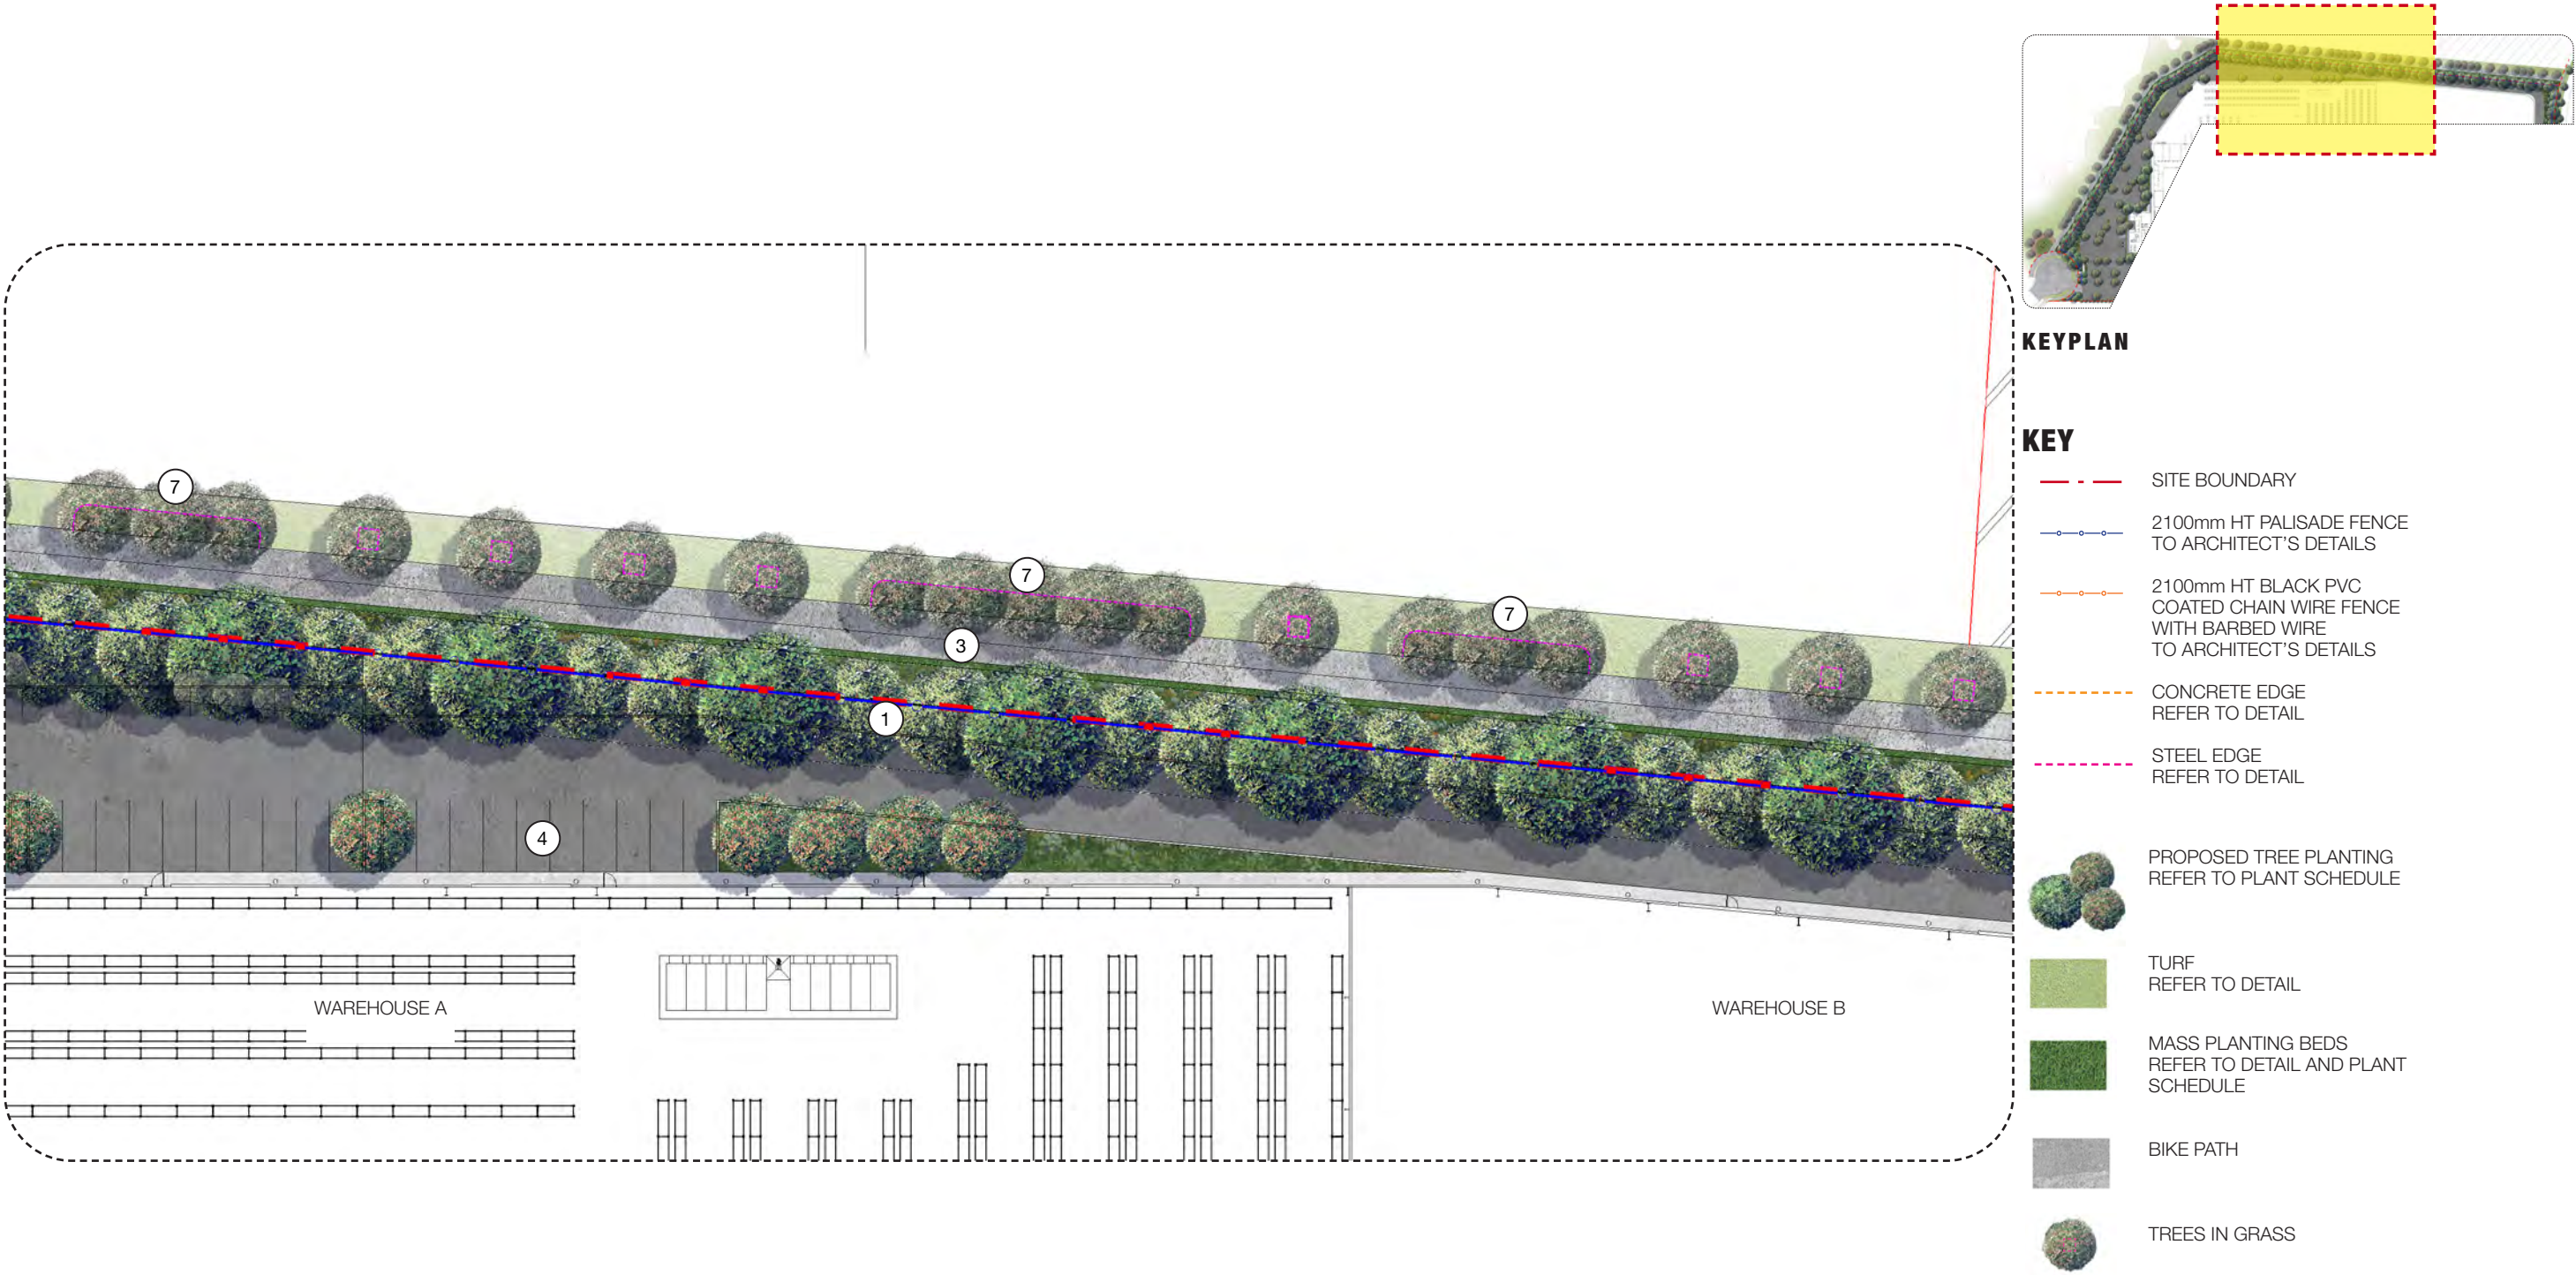 KEYPLAN
KEY
SITE BOUNDARY
2100mm HT PALISADE FENCE
TO ARCHITECT'S DETAILS
2100mm HT BLACK PVC
COATED CHAIN WIRE FENCE
WITH BARBED WIRE
TO ARCHITECT'S DETAILS
CONCRETE EDGE
REFER TO DETAIL
STEEL EDGE
REFER TO DETAIL
PROPOSED TREE PLANTING
REFER TO PLANT SCHEDULE
TURF
REFER TO DETAIL
MASS PLANTING BEDS
REFER TO DETAIL AND PLANT
SCHEDULE
BIKE PATH
TREES IN GRASS
7
7
7
3
1
4
WAREHOUSE A
WAREHOUSE B